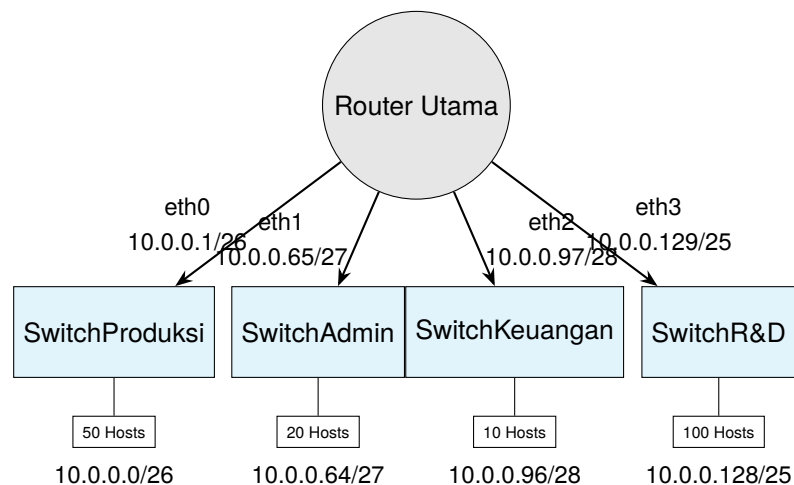 Router Utama
eth0
10.0.0.1/26
eth1
10.0.0.65/27
eth2
10.0.0.97/28
eth3
10.0.0.129/25
SwitchProduksi
SwitchAdmin
SwitchKeuangan
SwitchR&D
50 Hosts
20 Hosts
10 Hosts
100 Hosts
10.0.0.0/26
10.0.0.64/27
10.0.0.96/28
10.0.0.128/25